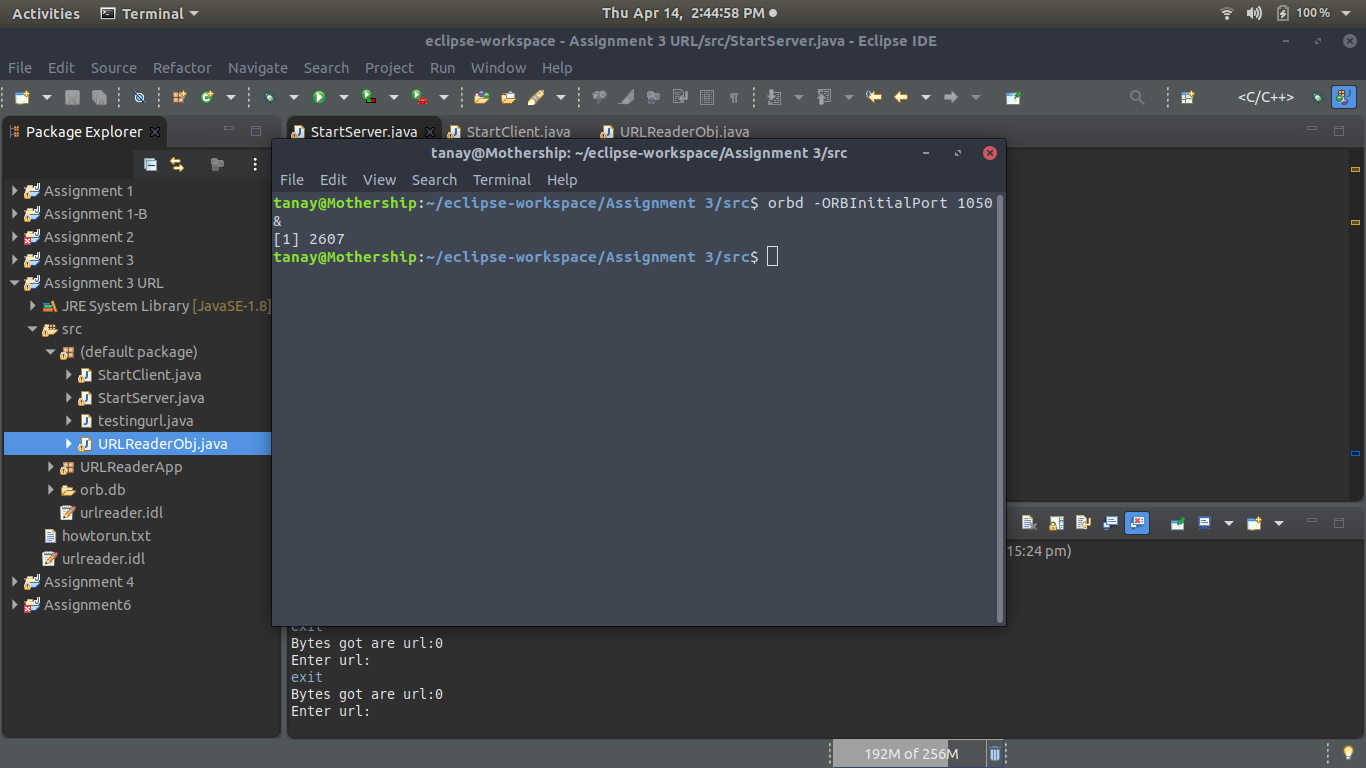 Activities Terminal Thu Apr 14, 2:44:58 PM 100%
eclipse-workspace - Assignment 3 URL/src/StartServer.java - Eclipse IDE
File Edit Source Refactor Navigate Search Project Run Window Help
<C/C++>
Package Explorer
StartServer.java StartClient.java URLReaderObj.java
Assignment 1
Assignment 1-B
Assignment 2
Assignment 3
Assignment 3 URL
JRE System Library [JavaSE-1.8]
src
(default package)
StartClient.java
StartServer.java
testingurl.java
URLReaderObj.java
URLReaderApp
orb.db
urlreader.idl
howtorun.txt
urlreader.idl
Assignment 4
Assignment6
tanay@Mothership: ~/eclipse-workspace/Assignment 3/src
File Edit View Search Terminal Help
tanay@Mothership:~/eclipse-workspace/Assignment 3/src$ orbd -ORBInitialPort 1050
&
[1] 2607
tanay@Mothership:~/eclipse-workspace/Assignment 3/src$
15:24 pm)
exit
Bytes got are url:0
Enter url:
exit
Bytes got are url:0
Enter url:
192M of 256M